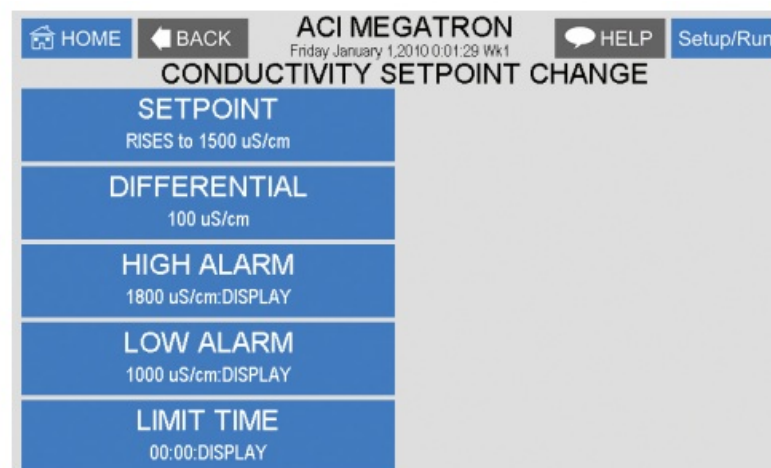 HOME
BACK
ACI MEGATRON
Friday January 1,2010 0:01:29 Wk1
HELP
Setup/Run
CONDUCTIVITY SETPOINT CHANGE
SETPOINT
RISES to 1500 uS/cm
DIFFERENTIAL
100 uS/cm
HIGH ALARM
1800 uS/cm:DISPLAY
LOW ALARM
1000 uS/cm:DISPLAY
LIMIT TIME
00:00:DISPLAY